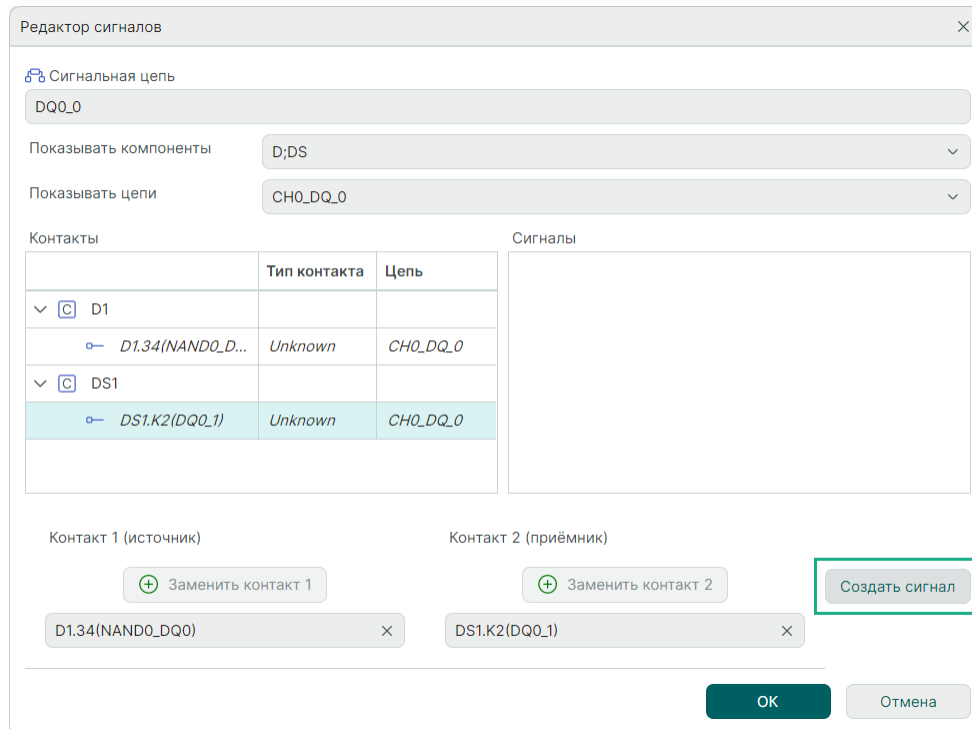 Редактор сигналов
Сигнальная цепь
DQ0_0
Показывать компоненты D;DS
Показывать цепи CH0_DQ_0
Контакты Сигналы
Тип контакта Цепь
C D1
D1.34(NAND0_D... Unknown CH0_DQ_0
C DS1
DS1.K2(DQ0_1) Unknown CH0_DQ_0
Контакт 1 (источник) Контакт 2 (приёмник)
Заменить контакт 1 Заменить контакт 2 Создать сигнал
D1.34(NAND0_DQ0) DS1.K2(DQ0_1)
ОК Отмена